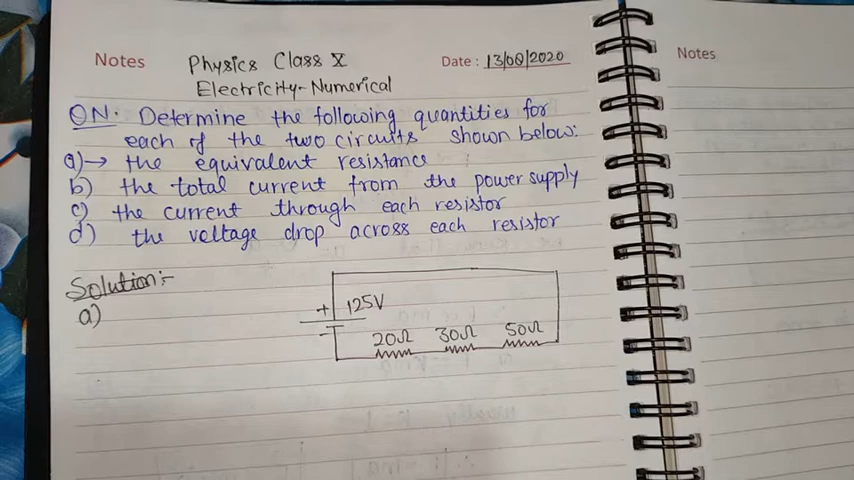 Notes
Physics Class X
Date : 13/08/2020
Notes
Electricity-Numerical
QN. Determine the following quantities for
each of the two circuits shown below:
a)→ the equivalent resistance
b) the total current from the power supply
c) the current through each resistor
d) the voltage drop across each resistor
Solution:-
a)
+ 125V
-
20Ω 30Ω 50Ω